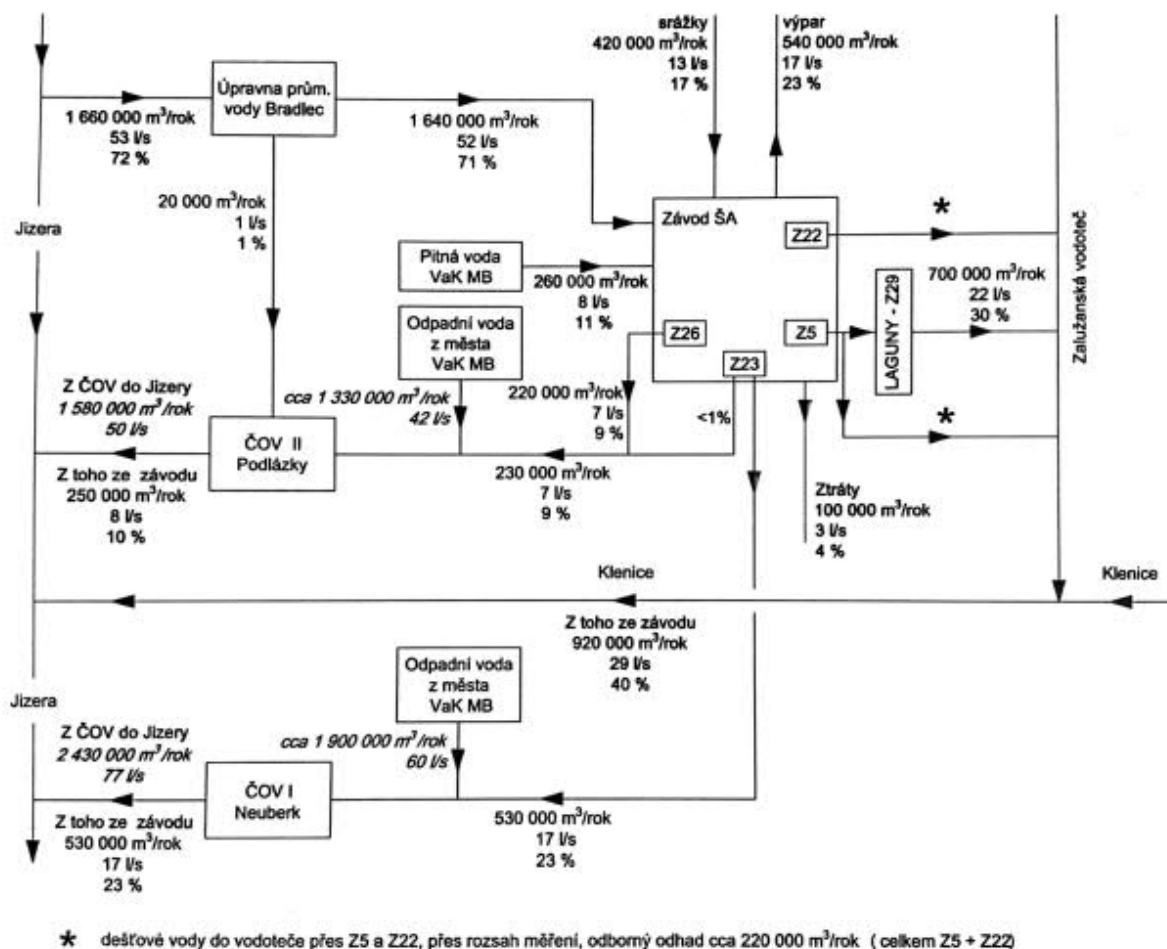 srážky
420 000 m³/rok
13 l/s
17 %
výpar
540 000 m³/rok
17 l/s
23 %
Úpravna prům.
vody Bradlec
1 660 000 m³/rok
53 l/s
72 %
1 640 000 m³/rok
52 l/s
71 %
20 000 m³/rok
1 l/s
1 %
Jizera
Závod ŠA
Z22
*
Zalužanská vodoteč
Pitná voda
VaK MB
260 000 m³/rok
8 l/s
11 %
700 000 m³/rok
22 l/s
30 %
Odpadní voda
z města
VaK MB
Z26
Z5
LAGUNY - Z29
Z23
Z ČOV do Jizery
1 580 000 m³/rok
50 l/s
cca 1 330 000 m³/rok
42 l/s
220 000 m³/rok
7 l/s
9 %
<1%
*
ČOV II
Podlázky
Z toho ze závodu
250 000 m³/rok
8 l/s
10 %
230 000 m³/rok
7 l/s
9 %
Ztráty
100 000 m³/rok
3 l/s
4 %
Klenice
Klenice
Z toho ze závodu
920 000 m³/rok
29 l/s
40 %
Jizera
Odpadní voda
z města
VaK MB
Z ČOV do Jizery
2 430 000 m³/rok
77 l/s
cca 1 900 000 m³/rok
60 l/s
ČOV I
Neuberk
Z toho ze závodu
530 000 m³/rok
17 l/s
23 %
530 000 m³/rok
17 l/s
23 %
* dešťové vody do vodoteče přes Z5 a Z22, přes rozsah měření, odborný odhad cca 220 000 m³/rok ( celkem Z5 + Z22)